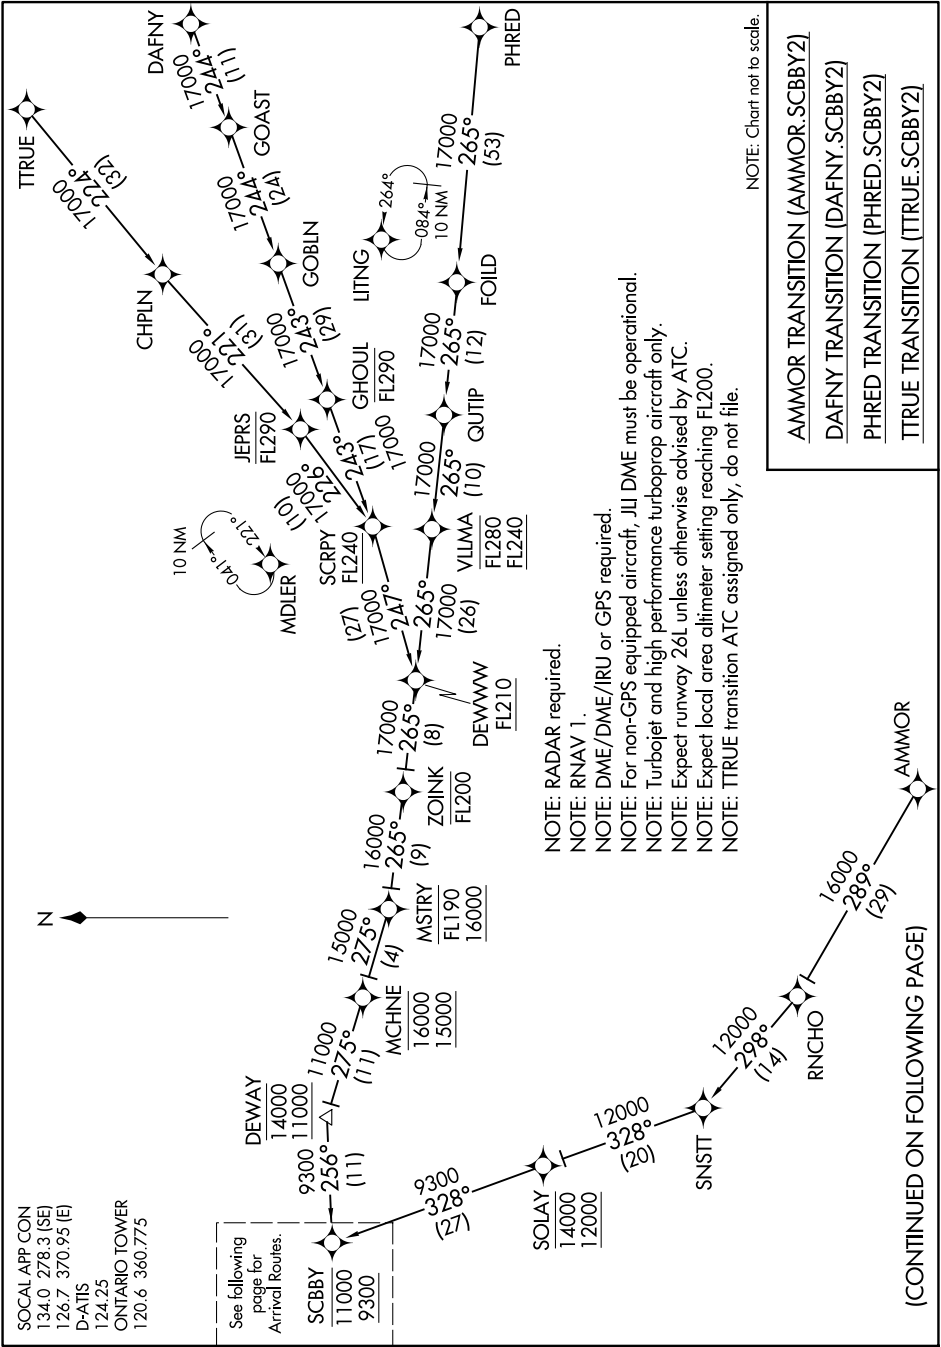 SOCAL APP CON
134.0 278.3 (SE)
126.7 370.95 (E)
D-ATIS
124.25
ONTARIO TOWER
120.6 360.775
N
See following
page for
Arrival Routes.
SCBBY
11000
9300
9300
256°
(11)
DEWAY
14000
11000
11000
275°
(11)
MCHNE
16000
15000
15000
275°
(4)
MSTRY
FL190
16000
16000
265°
(9)
ZOINK
FL200
17000
265°
(8)
DEWWW
FL210
(27)
17000
247°
SCRPY
FL240
(10)
17000
226°
JEPRS
FL290
17000
221°
(31)
CHPLN
17000
224°
(32)
TTRUE
243°
(17)
17000
GHOUL
FL290
17000
243°
(29)
GOBLN
17000
244°
(24)
GOAST
17000
244°
(11)
DAFNY
MDLER
10 NM
041°
221°
LITING
264°
084°
10 NM
265°
17000
(26)
VLLMA
FL280
FL240
17000
265°
(10)
QUTIP
17000
265°
(12)
FOILD
17000
265°
(53)
PHRED
9300
328°
(27)
SOLAY
14000
12000
12000
328°
(20)
SNSTT
12000
298°
(14)
RNCHO
16000
289°
(29)
AMMOR
NOTE: RADAR required.
NOTE: RNAV 1.
NOTE: DME/DME/IRU or GPS required.
NOTE: For non-GPS equipped aircraft, JLI DME must be operational.
NOTE: Turbojet and high performance turboprop aircraft only.
NOTE: Expect runway 26L unless otherwise advised by ATC.
NOTE: Expect local area altimeter setting reaching FL200.
NOTE: TTRUE transition ATC assigned only, do not file.
NOTE: Chart not to scale.
AMMOR TRANSITION (AMMOR.SCBBY2)
DAFNY TRANSITION (DAFNY.SCBBY2)
PHRED TRANSITION (PHRED.SCBBY2)
TTRUE TRANSITION (TTRUE.SCBBY2)
(CONTINUED ON FOLLOWING PAGE)